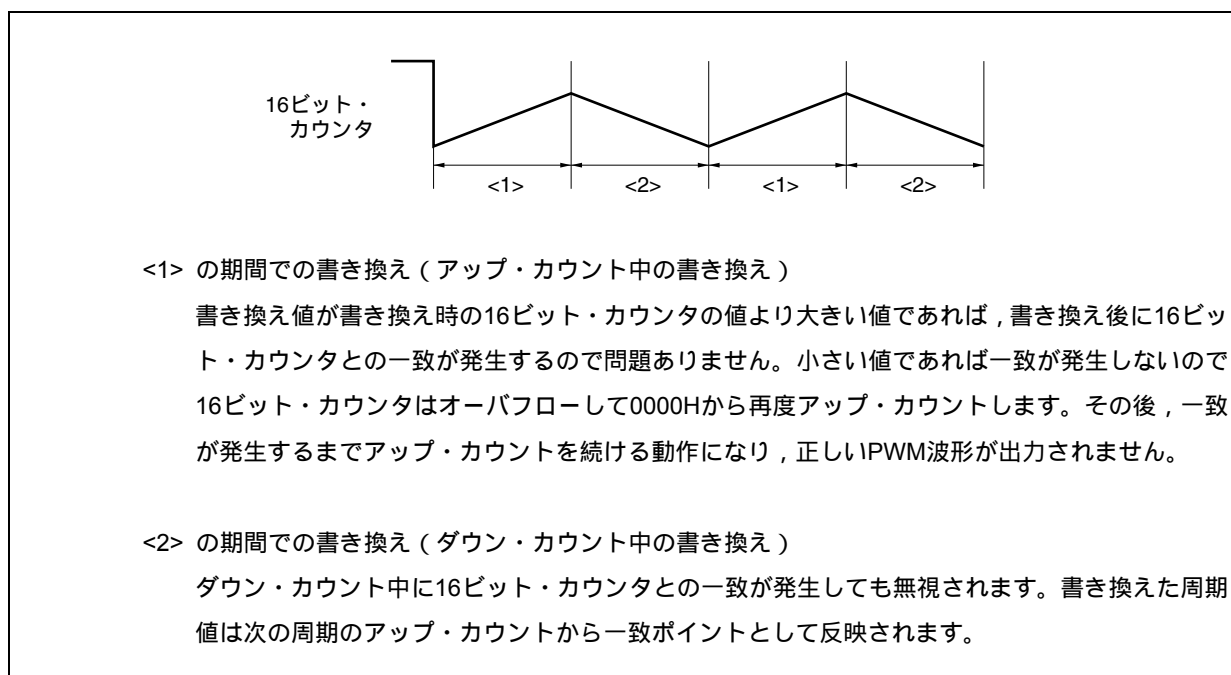 16ビット・
カウンタ
<1> <2> <1> <2>
<1> の期間での書き換え（アップ・カウント中の書き換え）
書き換え値が書き換え時の16ビット・カウンタの値より大きい値であれば，書き換え後に16ビッ
ト・カウンタとの一致が発生するので問題ありません。小さい値であれば一致が発生しないので
16ビット・カウンタはオーバフローして0000Hから再度アップ・カウントします。その後，一致
が発生するまでアップ・カウントを続ける動作になり，正しいPWM波形が出力されません。
<2> の期間での書き換え（ダウン・カウント中の書き換え）
ダウン・カウント中に16ビット・カウンタとの一致が発生しても無視されます。書き換えた周期
値は次の周期のアップ・カウントから一致ポイントとして反映されます。